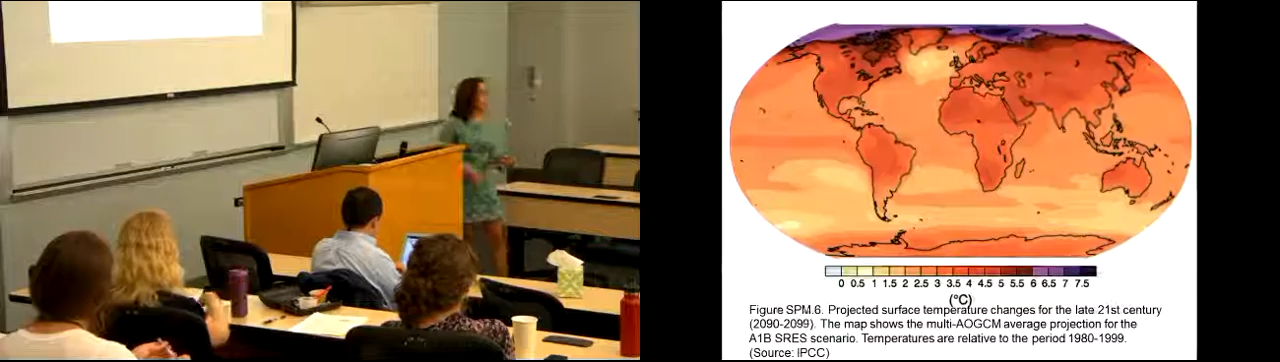 0 0.5 1 1.5 2 2.5 3 3.5 4 4.5 5 5.5 6 6.5 7 7.5
(°C)
Figure SPM.6. Projected surface temperature changes for the late 21st century
(2090-2099). The map shows the multi-AOGCM average projection for the
A1B SRES scenario. Temperatures are relative to the period 1980-1999.
(Source: IPCC)